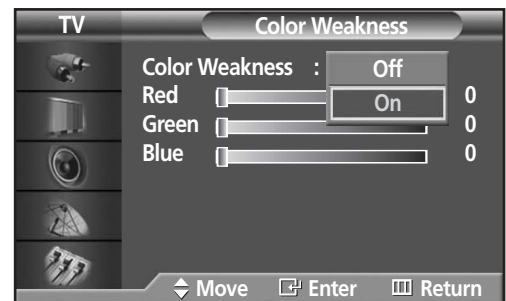 TV Color Weakness
Color Weakness : Off
Red On 0
Green 0
Blue 0
Move Enter Return